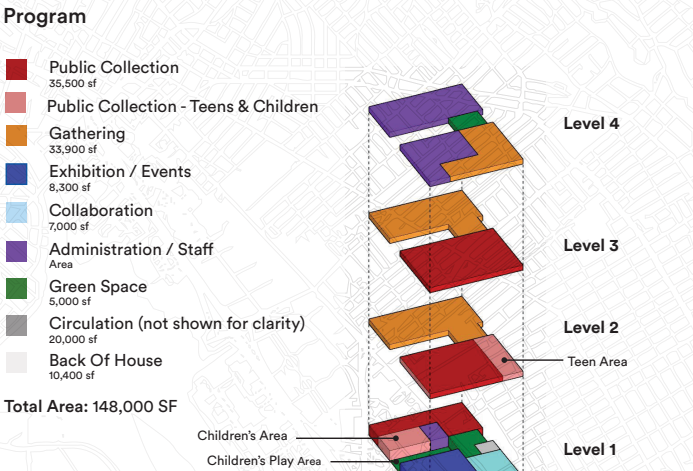 Program
Public Collection
35,500 sf
Public Collection - Teens & Children
Gathering
33,900 sf
Exhibition / Events
8,300 sf
Collaboration
7,000 sf
Administration / Staff
Area
Green Space
5,000 sf
Circulation (not shown for clarity)
20,000 sf
Back Of House
10,400 sf
Total Area: 148,000 SF
Level 4
Level 3
Level 2
Teen Area
Level 1
Children's Area
Children's Play Area